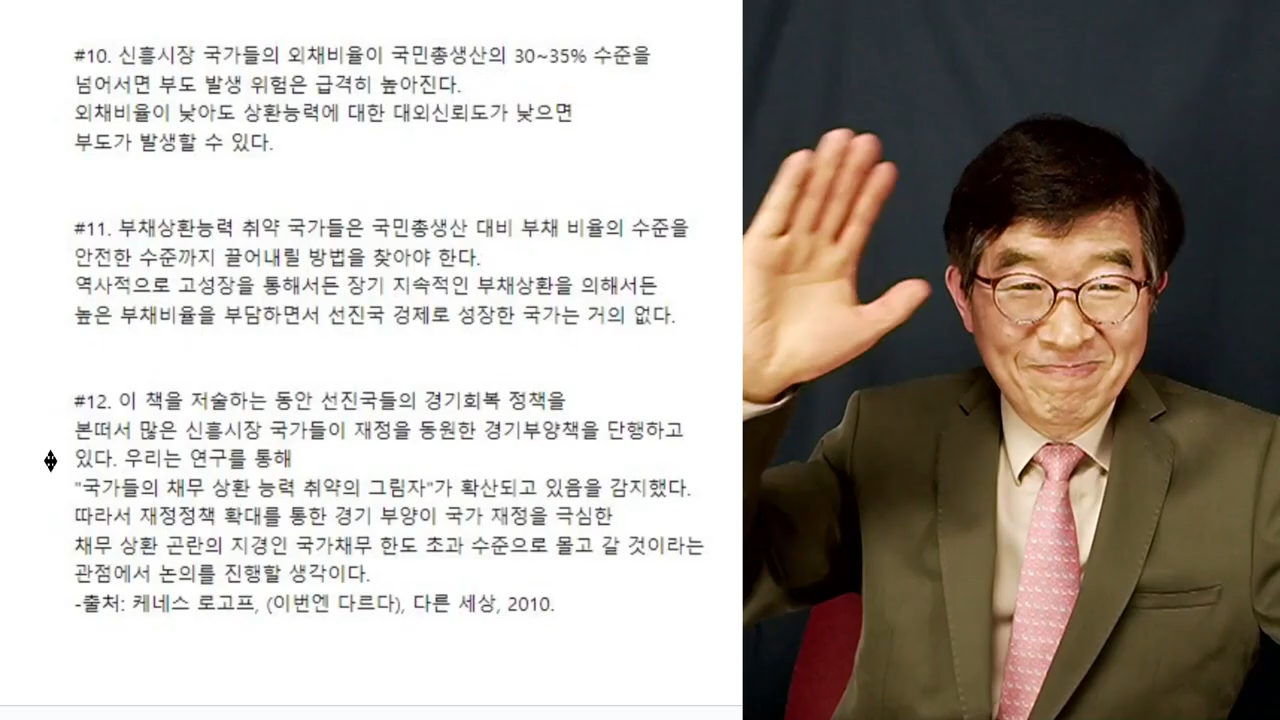 #10. 신흥시장 국가들의 외채비율이 국민총생산의 30~35% 수준을
넘어서면 부도 발생 위험은 급격히 높아진다.
외채비율이 낮아도 상환능력에 대한 대외신뢰도가 낮으면
부도가 발생할 수 있다.
#11. 부채상환능력 취약 국가들은 국민총생산 대비 부채 비율의 수준을
안전한 수준까지 끌어내릴 방법을 찾아야 한다.
역사적으로 고성장을 통해서든 장기 지속적인 부채상환을 의해서든
높은 부채비율을 부담하면서 선진국 경제로 성장한 국가는 거의 없다.
#12. 이 책을 저술하는 동안 선진국들의 경기회복 정책을
본떠서 많은 신흥시장 국가들이 재정을 동원한 경기부양책을 단행하고
있다. 우리는 연구를 통해
"국가들의 채무 상환 능력 취약의 그림자"가 확산되고 있음을 감지했다.
따라서 재정정책 확대를 통한 경기 부양이 국가 재정을 극심한
채무 상환 곤란의 지경인 국가채무 한도 초과 수준으로 몰고 갈 것이라는
관점에서 논의를 진행할 생각이다.
-출처: 케네스 로고프, (이번엔 다르다), 다른 세상, 2010.